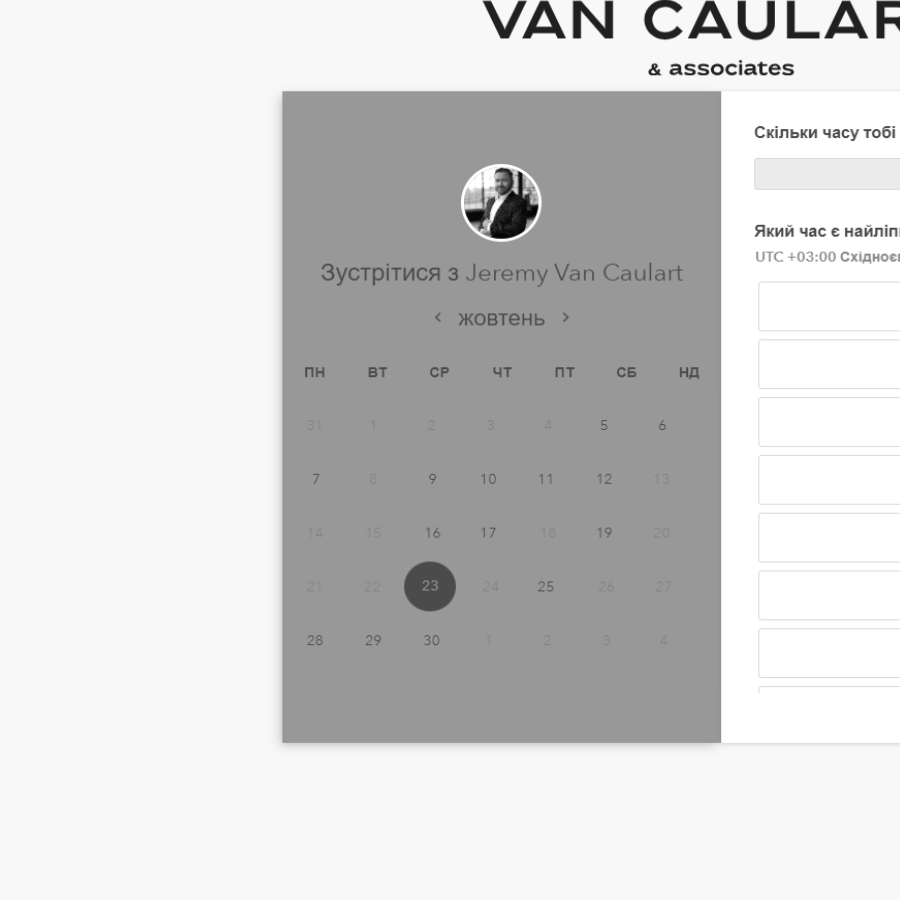 VAN CAULAR
& associates
Зустрітися з Jeremy Van Caulart
‹ жовтень ›
ПН ВТ СР ЧТ ПТ СБ НД
31 1 2 3 4 5 6
7 8 9 10 11 12 13
14 15 16 17 18 19 20
21 22 23 24 25 26 27
28 29 30 1 2 3 4
Скільки часу тобі
Який час є найліп
UTC +03:00 Східноє